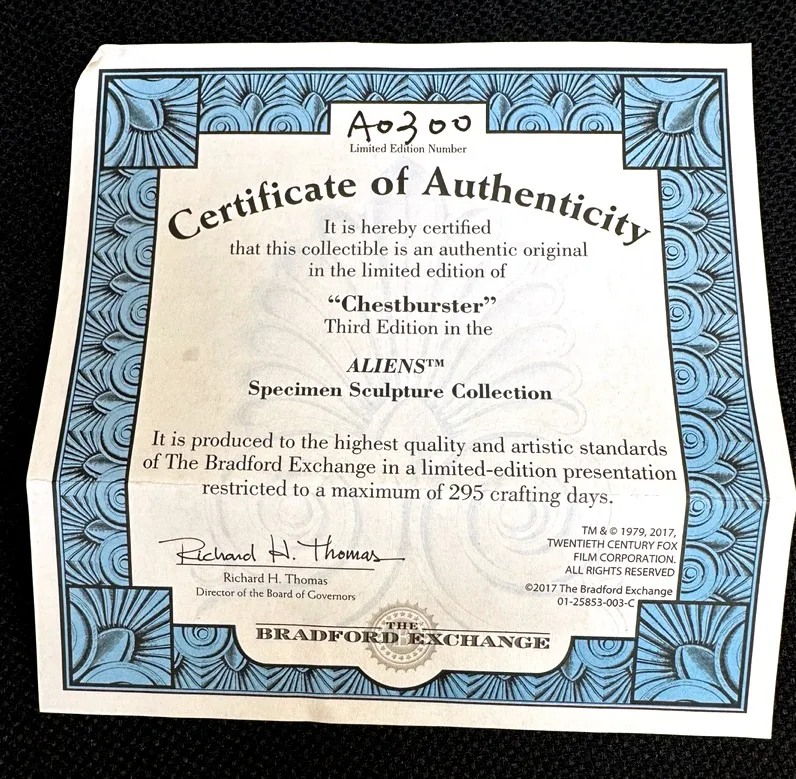 A0300
Limited Edition Number
Certificate of Authenticity
It is hereby certified
that this collectible is an authentic original
in the limited edition of
“Chestburster”
Third Edition in the
ALIENS™
Specimen Sculpture Collection
It is produced to the highest quality and artistic standards
of The Bradford Exchange in a limited-edition presentation
restricted to a maximum of 295 crafting days.
Richard H. Thomas
Richard H. Thomas
Director of the Board of Governors
TM & © 1979, 2017,
TWENTIETH CENTURY FOX
FILM CORPORATION.
ALL RIGHTS RESERVED
©2017 The Bradford Exchange
01-25853-003-C
THE
BRADFORD EXCHANGE